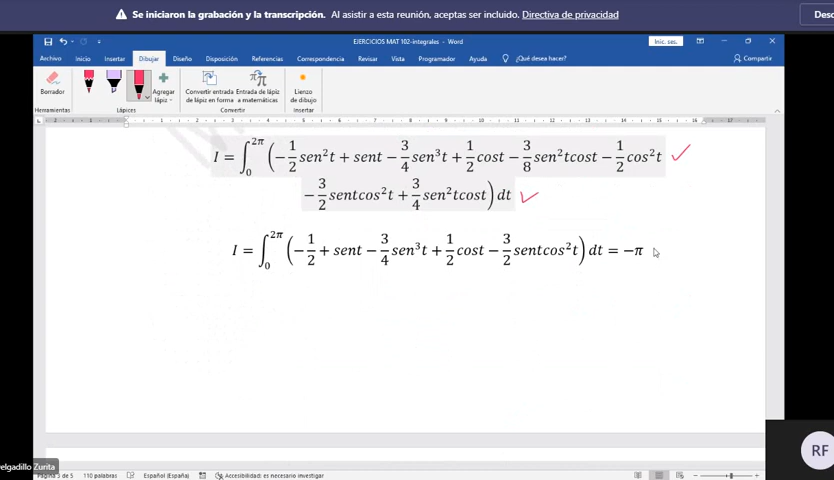 Se iniciaron la grabación y la transcripción. Al asistir a esta reunión, aceptas ser incluido. Directiva de privacidad
EJERCICIOS MAT 102-integrales - Word
Inic. ses.
Archivo Inicio Insertar Dibujar Diseño Disposición Referencias Correspondencia Revisar Vista Programador Ayuda ¿Qué desea hacer? Compartir
Borrador
Agregar lápiz
Convertir entrada de lápiz en forma
Entrada de lápiz a matemáticas
Lienzo de dibujo
Herramientas Lápices Convertir Insertar
I = ∫₀^{2π} (−1/2 sen²t + sent − 3/4 sen³t + 1/2 cost − 3/8 sen²tcost − 1/2 cos²t
− 3/2 sentcos²t + 3/4 sen²tcost) dt
I = ∫₀^{2π} (−1/2 + sent − 3/4 sen³t + 1/2 cost − 3/2 sentcos²t) dt = −π
RF
elgadillo Zurita
Página 5 de 5 110 palabras Español (España) Accesibilidad: es necesario investigar